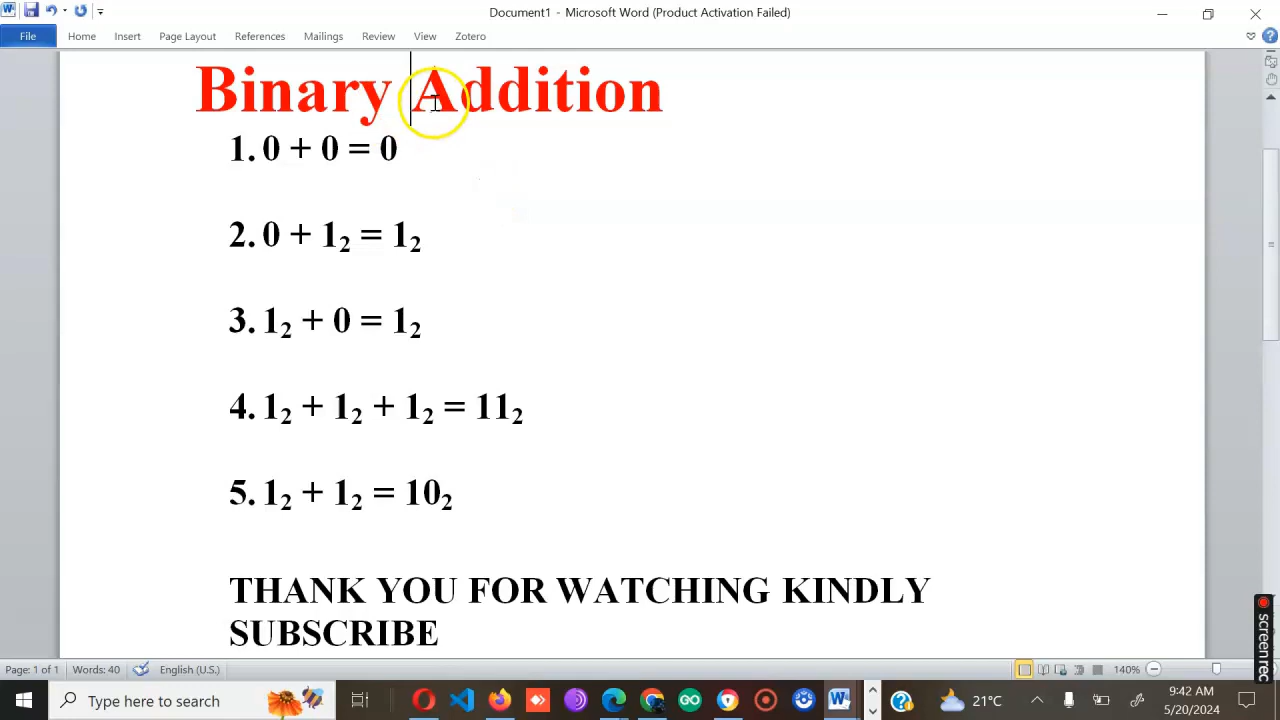 Document1 - Microsoft Word (Product Activation Failed)
File Home Insert Page Layout References Mailings Review View Zotero
Binary Addition
1. 0 + 0 = 0
2. 0 + 1₂ = 1₂
3. 1₂ + 0 = 1₂
4. 1₂ + 1₂ + 1₂ = 11₂
5. 1₂ + 1₂ = 10₂
THANK YOU FOR WATCHING KINDLY
SUBSCRIBE
screen rec
Page: 1 of 1 Words: 40 English (U.S.) 140%
Type here to search 21°C 9:42 AM
5/20/2024